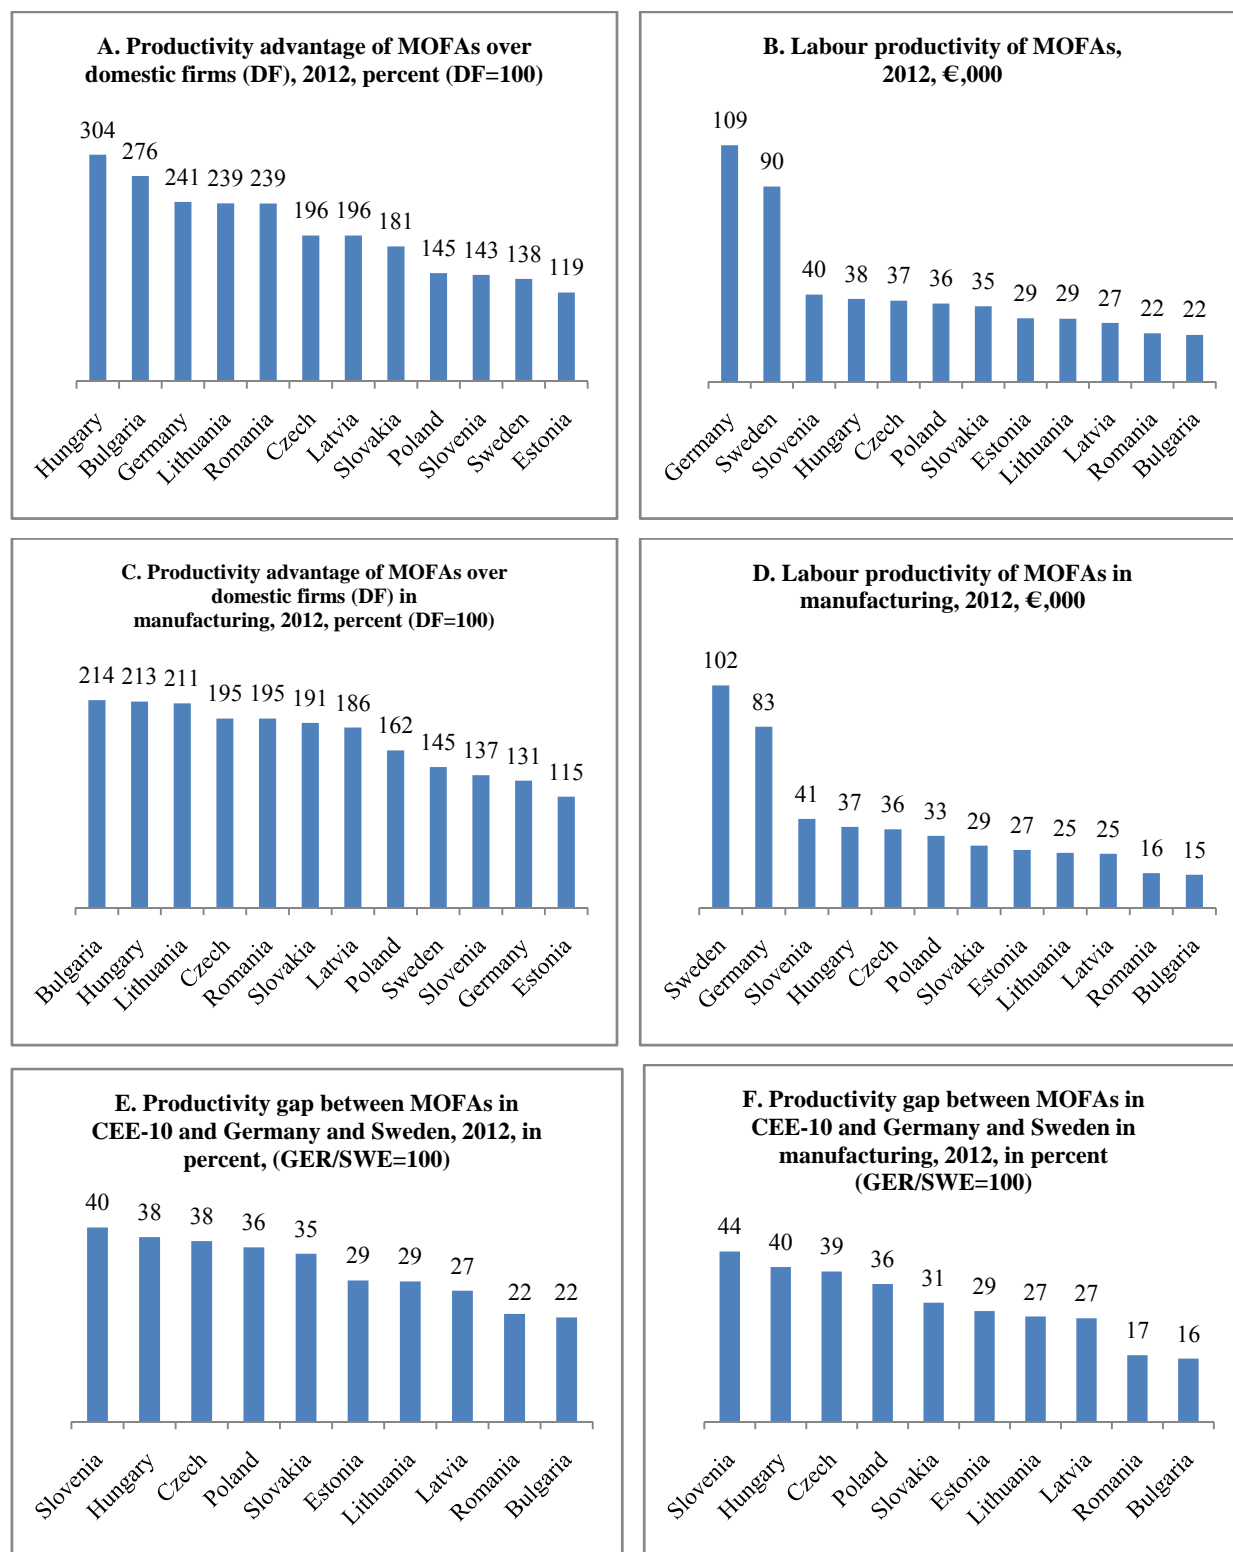 A. Productivity advantage of MOFAs over
domestic firms (DF), 2012, percent (DF=100)
304
276
241
239
239
196
196
181
145
143
138
119
Hungary
Bulgaria
Germany
Lithuania
Romania
Czech
Latvia
Slovakia
Poland
Slovenia
Sweden
Estonia
B. Labour productivity of MOFAs,
2012, €,000
109
90
40
38
37
36
35
29
29
27
22
22
Germany
Sweden
Slovenia
Hungary
Czech
Poland
Slovakia
Estonia
Lithuania
Latvia
Romania
Bulgaria
C. Productivity advantage of MOFAs over
domestic firms (DF) in
manufacturing, 2012, percent (DF=100)
214
213
211
195
195
191
186
162
145
137
131
115
Bulgaria
Hungary
Lithuania
Czech
Romania
Slovakia
Latvia
Poland
Sweden
Slovenia
Germany
Estonia
D. Labour productivity of MOFAs in
manufacturing, 2012, €,000
102
83
41
37
36
33
29
27
25
25
16
15
Sweden
Germany
Slovenia
Hungary
Czech
Poland
Slovakia
Estonia
Lithuania
Latvia
Romania
Bulgaria
E. Productivity gap between MOFAs in
CEE-10 and Germany and Sweden, 2012, in
percent, (GER/SWE=100)
40
38
38
36
35
29
29
27
22
22
Slovenia
Hungary
Czech
Poland
Slovakia
Estonia
Lithuania
Latvia
Romania
Bulgaria
F. Productivity gap between MOFAs in
CEE-10 and Germany and Sweden in
manufacturing, 2012, in percent
(GER/SWE=100)
44
40
39
36
31
29
27
27
17
16
Slovenia
Hungary
Czech
Poland
Slovakia
Estonia
Lithuania
Latvia
Romania
Bulgaria